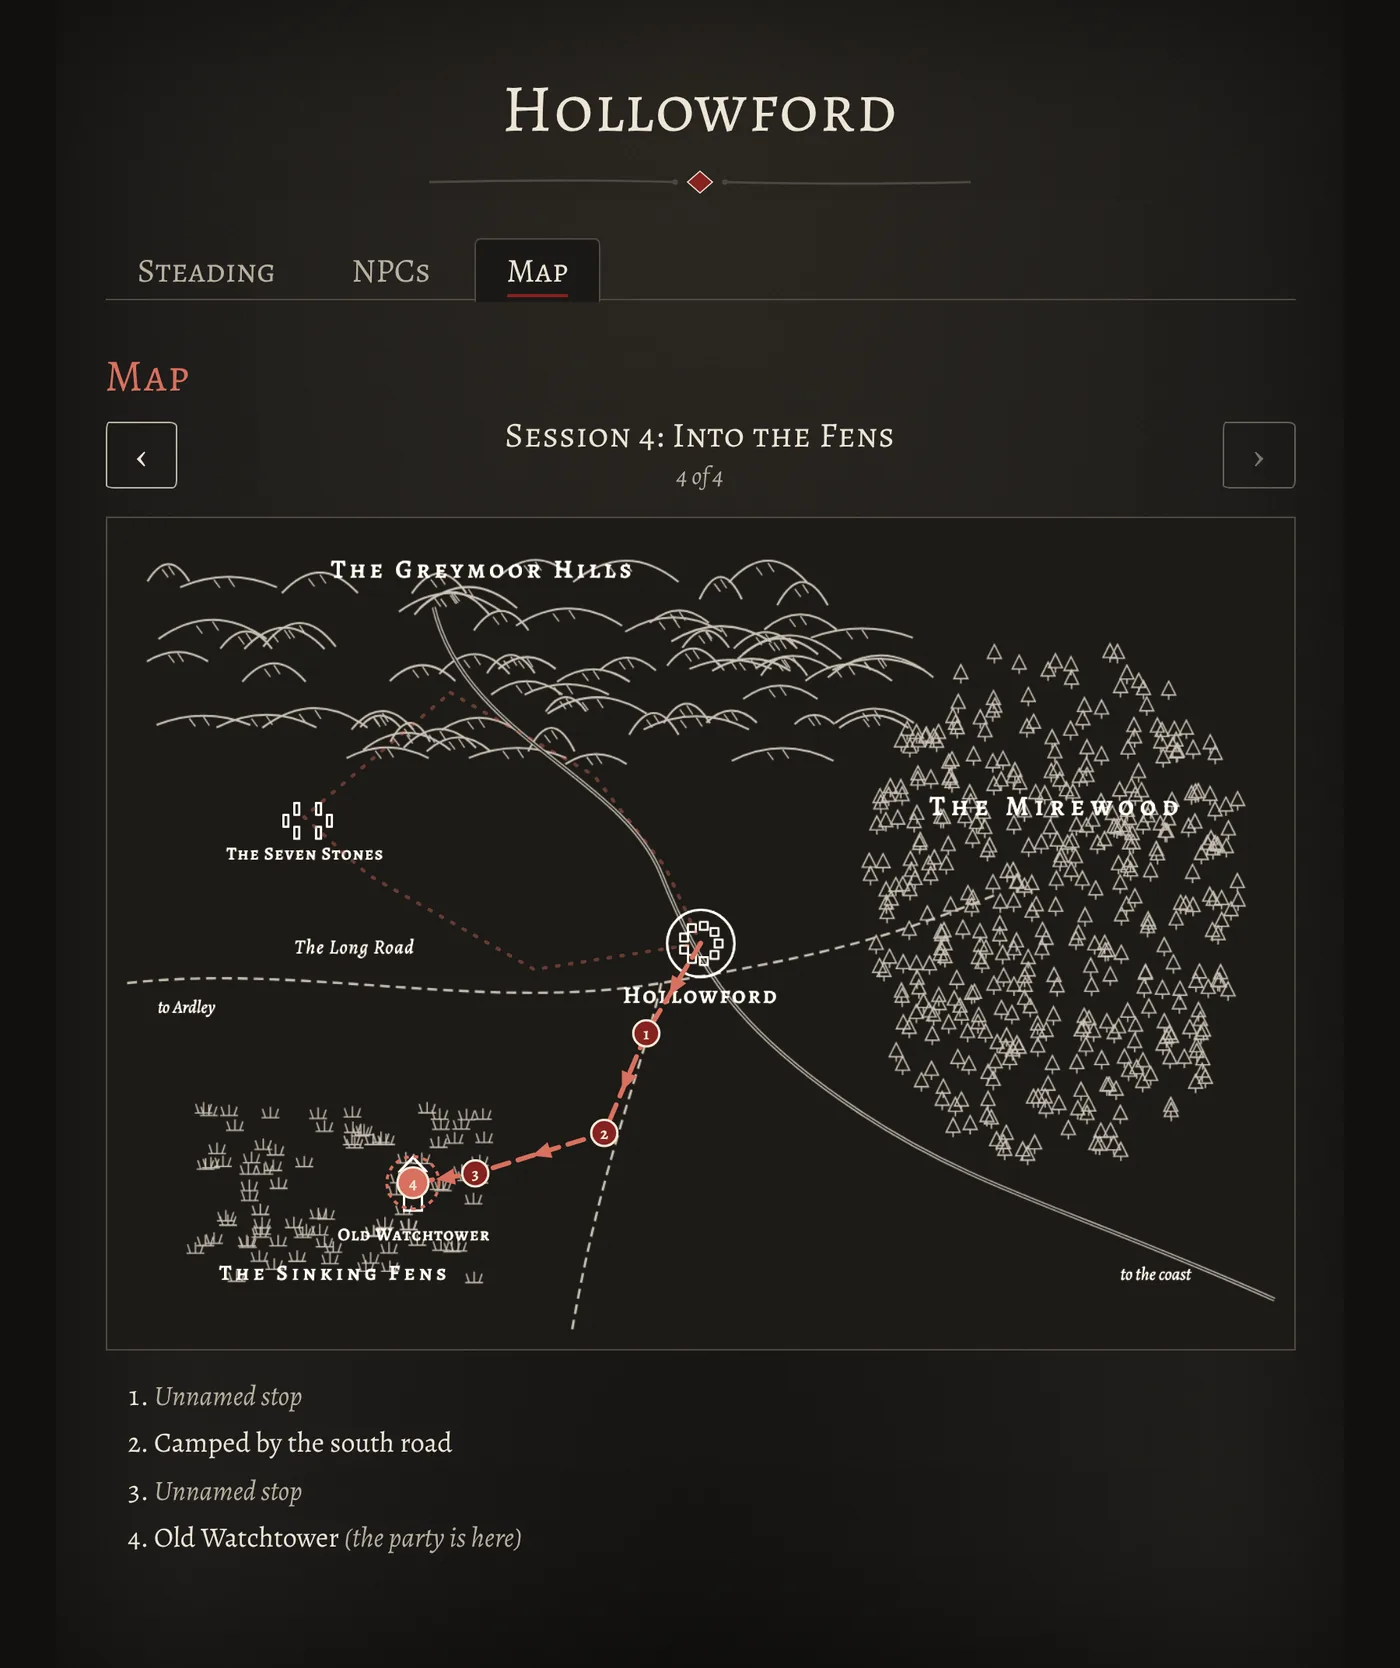 Hollowford
Steading NPCs Map
Map
‹ Session 4: Into the Fens ›
4 of 4
The Greymoor Hills
The Mirewood
The Seven Stones
The Long Road
Hollowford
to Ardley
1
2
3
4
Old Watchtower
The Sinking Fens
to the coast
1. Unnamed stop
2. Camped by the south road
3. Unnamed stop
4. Old Watchtower (the party is here)